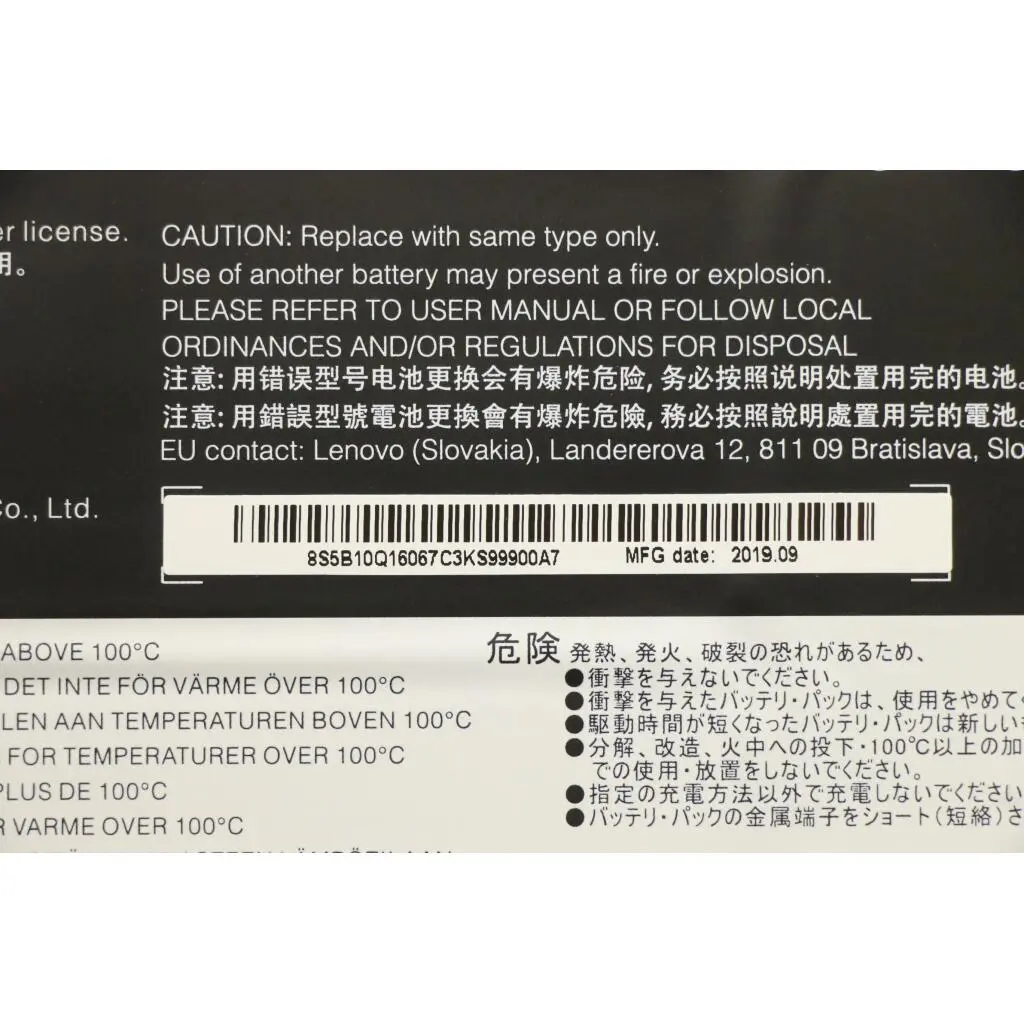 er license.
用。
CAUTION: Replace with same type only.
Use of another battery may present a fire or explosion.
PLEASE REFER TO USER MANUAL OR FOLLOW LOCAL
ORDINANCES AND/OR REGULATIONS FOR DISPOSAL
注意: 用错误型号电池更换会有爆炸危险, 务必按照说明处置用完的电池。
注意: 用錯誤型號電池更換會有爆炸危險, 務必按照說明處置用完的電池。
EU contact: Lenovo (Slovakia), Landererova 12, 811 09 Bratislava, Slo
Co., Ltd.
8S5B10Q16067C3KS99900A7 MFG date: 2019.09
ABOVE 100°C
DET INTE FÖR VÄRME ÖVER 100°C
LEN AAN TEMPERATUREN BOVEN 100°C
FOR TEMPERATURER OVER 100°C
PLUS DE 100°C
R VARME OVER 100°C
危険 発熱、発火、破裂の恐れがあるため、
●衝撃を与えないでください。
●衝撃を与えたバッテリ・パックは、使用をやめて
●駆動時間が短くなったバッテリ・パックは新しい
●分解、改造、火中への投下・100℃以上の加
での使用・放置をしないでください。
●指定の充電方法以外で充電しないでください
●バッテリ・パックの金属端子をショート(短絡)さ